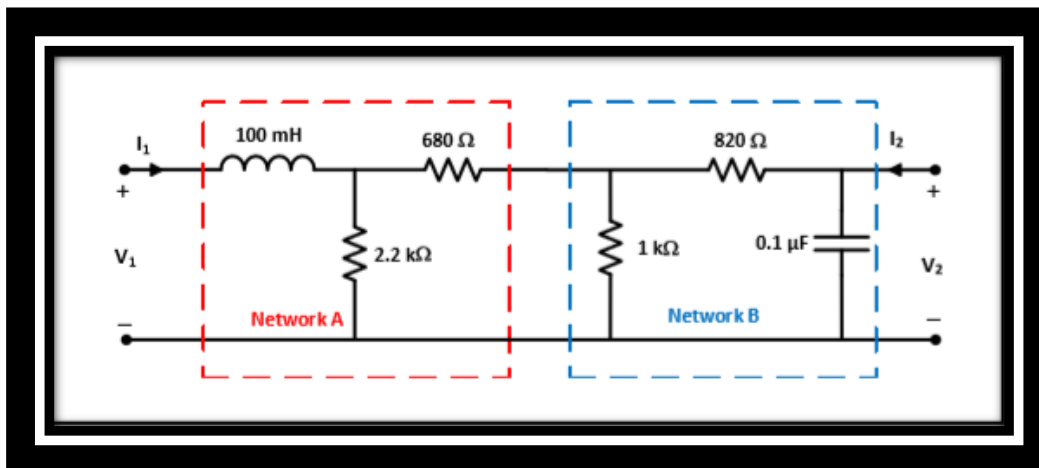 100 mH
680 Ω
820 Ω
I₁
I₂
+
+
2.2 kΩ
1 kΩ
0.1 µF
V₁
V₂
Network A
Network B
−
−